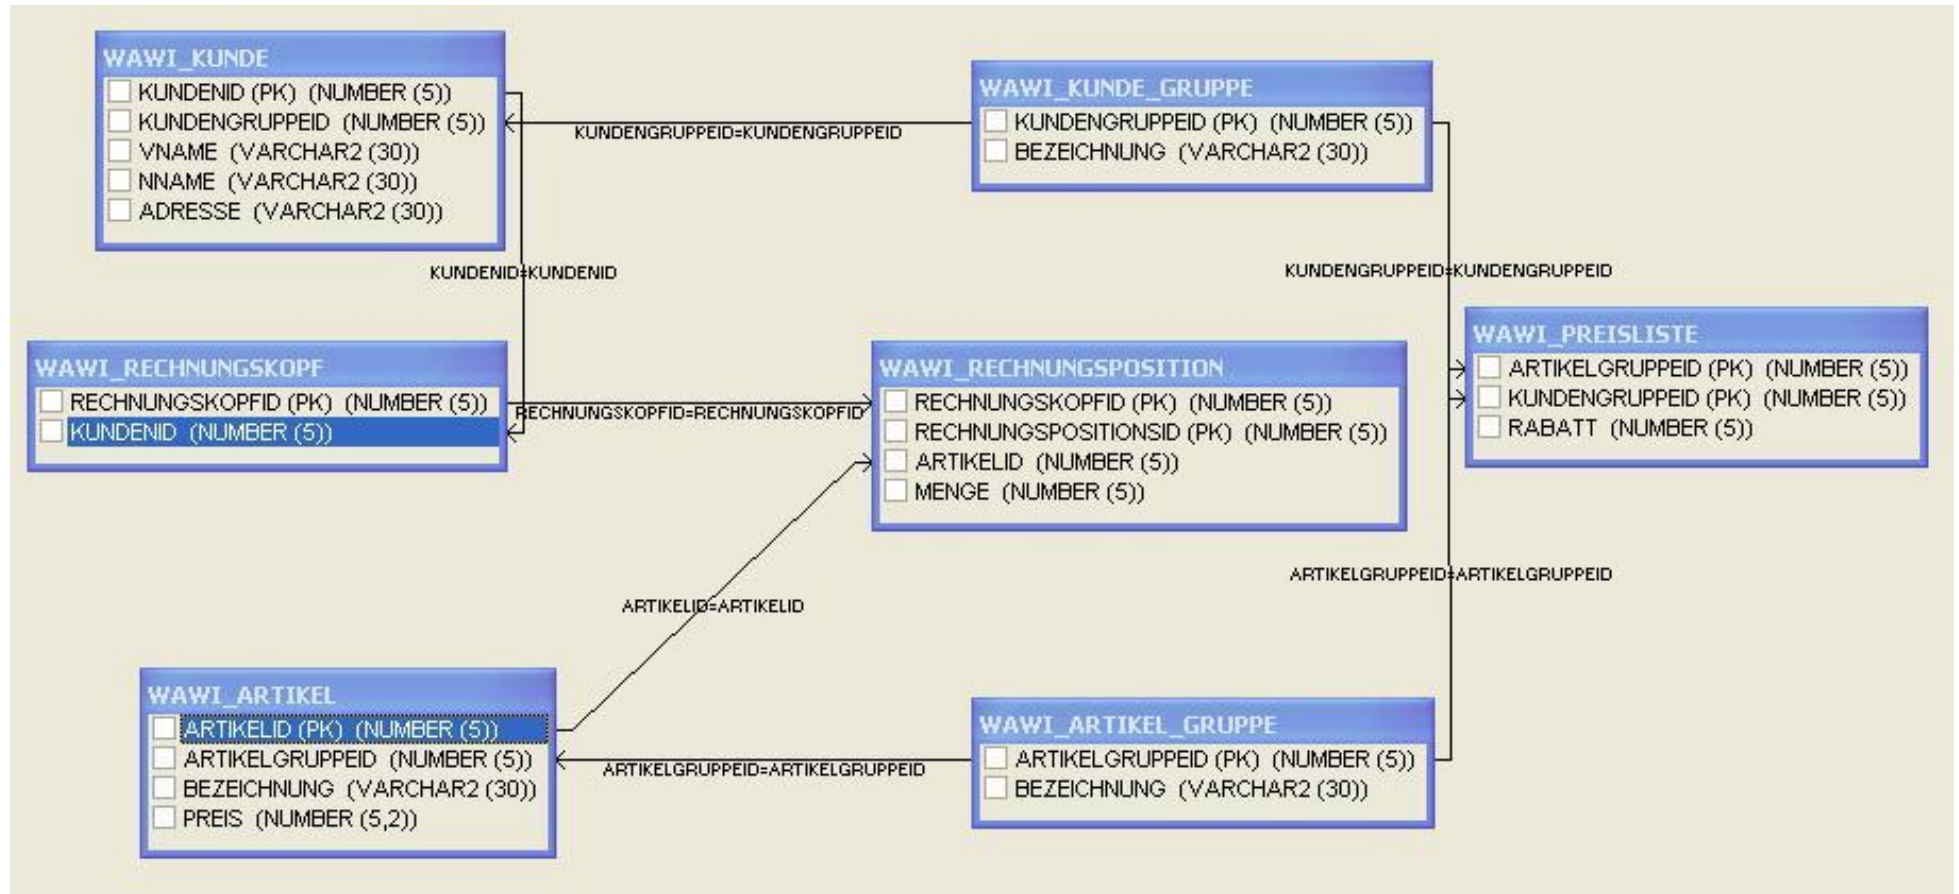 WAWI_KUNDE
KUNDENID (PK) (NUMBER (5))
KUNDENGRUPPEID (NUMBER (5))
VNAME (VARCHAR2 (30))
NNAME (VARCHAR2 (30))
ADRESSE (VARCHAR2 (30))
WAWI_KUNDE_GRUPPE
KUNDENGRUPPEID (PK) (NUMBER (5))
BEZEICHNUNG (VARCHAR2 (30))
KUNDENGRUPPEID=KUNDENGRUPPEID
KUNDENID=KUNDENID
KUNDENGRUPPEID=KUNDENGRUPPEID
WAWI_RECHNUNGSKOPF
RECHNUNGSKOPFID (PK) (NUMBER (5))
KUNDENID (NUMBER (5))
RECHNUNGSKOPFID=RECHNUNGSKOPFID
WAWI_RECHNUNGSPOSITION
RECHNUNGSKOPFID (PK) (NUMBER (5))
RECHNUNGSPOSITIONSID (PK) (NUMBER (5))
ARTIKELID (NUMBER (5))
MENGE (NUMBER (5))
WAWI_PREISLISTE
ARTIKELGRUPPEID (PK) (NUMBER (5))
KUNDENGRUPPEID (PK) (NUMBER (5))
RABATT (NUMBER (5))
ARTIKELGRUPPEID=ARTIKELGRUPPEID
ARTIKELID=ARTIKELID
WAWI_ARTIKEL
ARTIKELID (PK) (NUMBER (5))
ARTIKELGRUPPEID (NUMBER (5))
BEZEICHNUNG (VARCHAR2 (30))
PREIS (NUMBER (5,2))
ARTIKELGRUPPEID=ARTIKELGRUPPEID
WAWI_ARTIKEL_GRUPPE
ARTIKELGRUPPEID (PK) (NUMBER (5))
BEZEICHNUNG (VARCHAR2 (30))